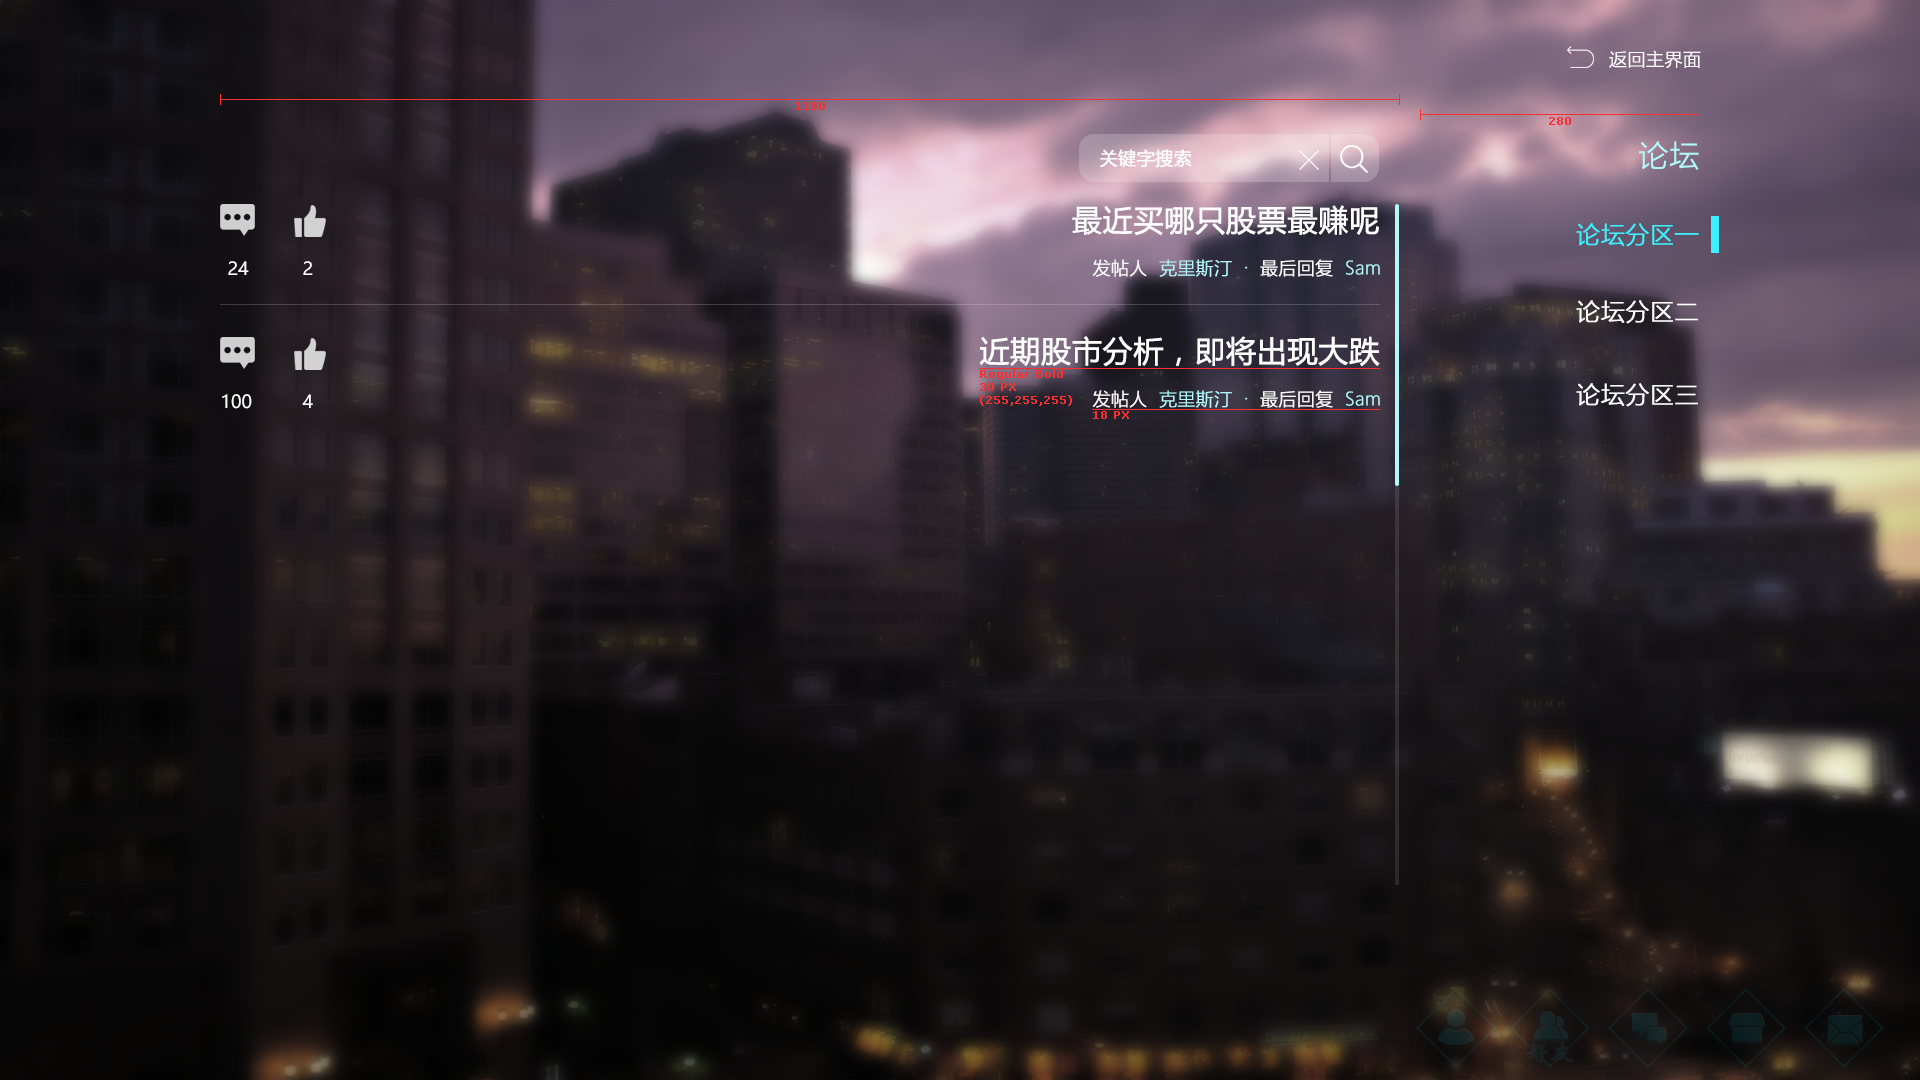 返回主界面
1180
280
关键字搜索
论坛
最近买哪只股票最赚呢
论坛分区一
24
2
发帖人 克里斯汀 · 最后回复 Sam
论坛分区二
近期股市分析，即将出现大跌
Regular Bold
30 PX
(255,255,255)
100
4
发帖人 克里斯汀 · 最后回复 Sam
18 PX
论坛分区三